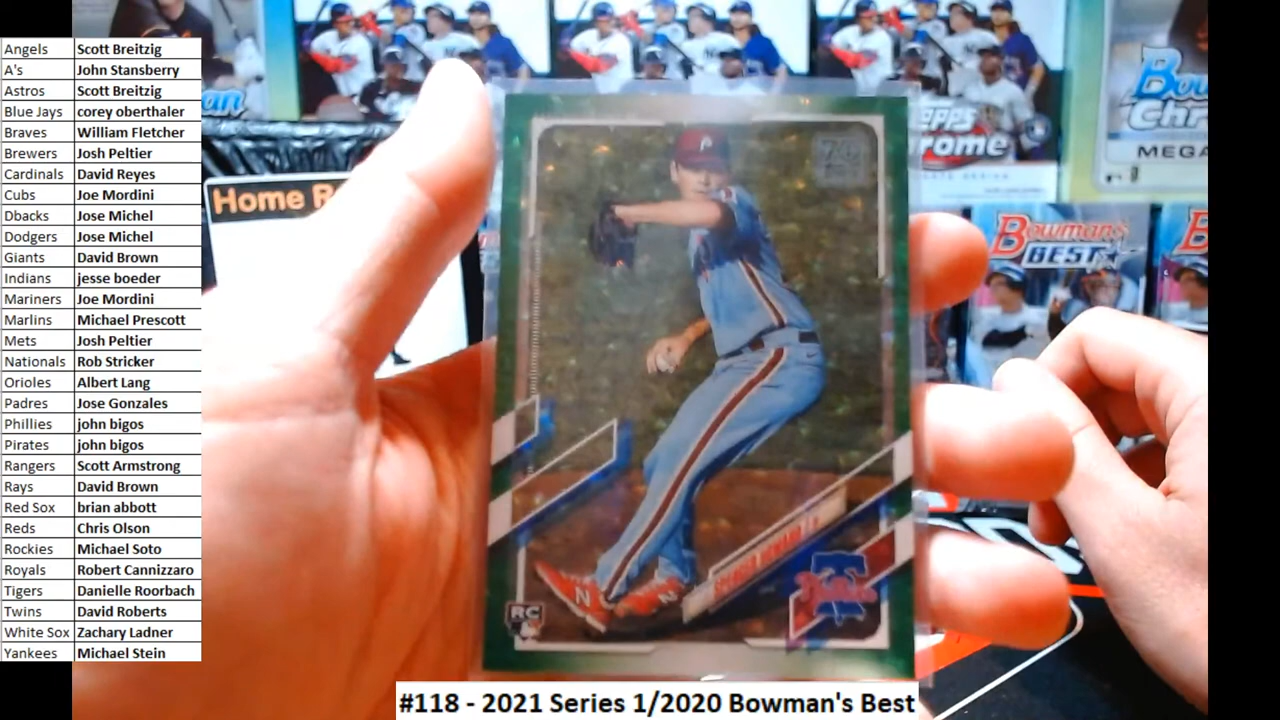 Angels Scott Breitzig
A's John Stansberry
Astros Scott Breitzig
Blue Jays corey oberthaler
Braves William Fletcher
Brewers Josh Peltier
Cardinals David Reyes
Cubs Joe Mordini
Dbacks Jose Michel
Dodgers Jose Michel
Giants David Brown
Indians jesse boeder
Mariners Joe Mordini
Marlins Michael Prescott
Mets Josh Peltier
Nationals Rob Stricker
Orioles Albert Lang
Padres Jose Gonzales
Phillies john bigos
Pirates john bigos
Rangers Scott Armstrong
Rays David Brown
Red Sox brian abbott
Reds Chris Olson
Rockies Michael Soto
Royals Robert Cannizzaro
Tigers Danielle Roorbach
Twins David Roberts
White Sox Zachary Ladner
Yankees Michael Stein
Home R
P
70
N
N
RC
Phillies
Bow
Chr
MEGA
Bowman's
BEST
B
#118 - 2021 Series 1/2020 Bowman's Best